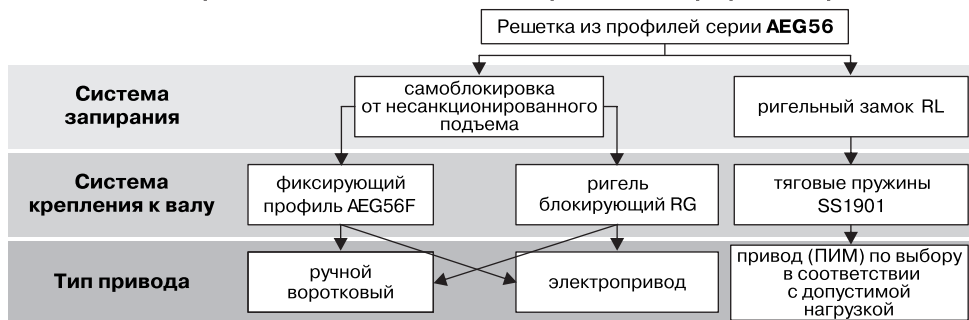 Решетка из профилей серии AEG56
Система
запирания
самоблокировка
от несанкционированного
подъема
ригельный замок RL
Система
крепления к валу
фиксирующий
профиль AEG56F
ригель
блокирующий RG
тяговые пружины
SS1901
Тип привода
ручной
воротковый
электропривод
привод (ПИМ) по выбору
в соответствии
с допустимой
нагрузкой